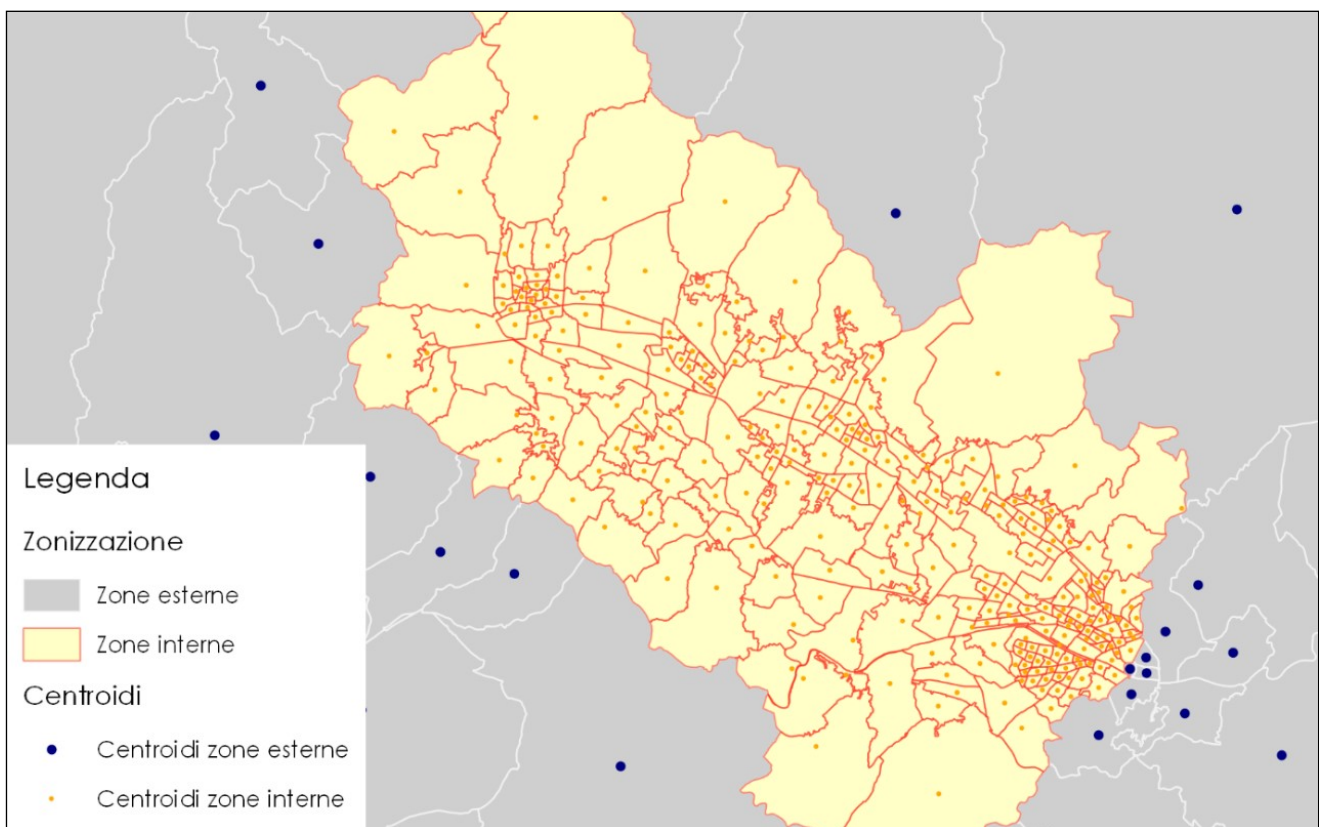 Legenda
Zonizzazione
Zone esterne
Zone interne
Centroidi
Centroidi zone esterne
Centroidi zone interne